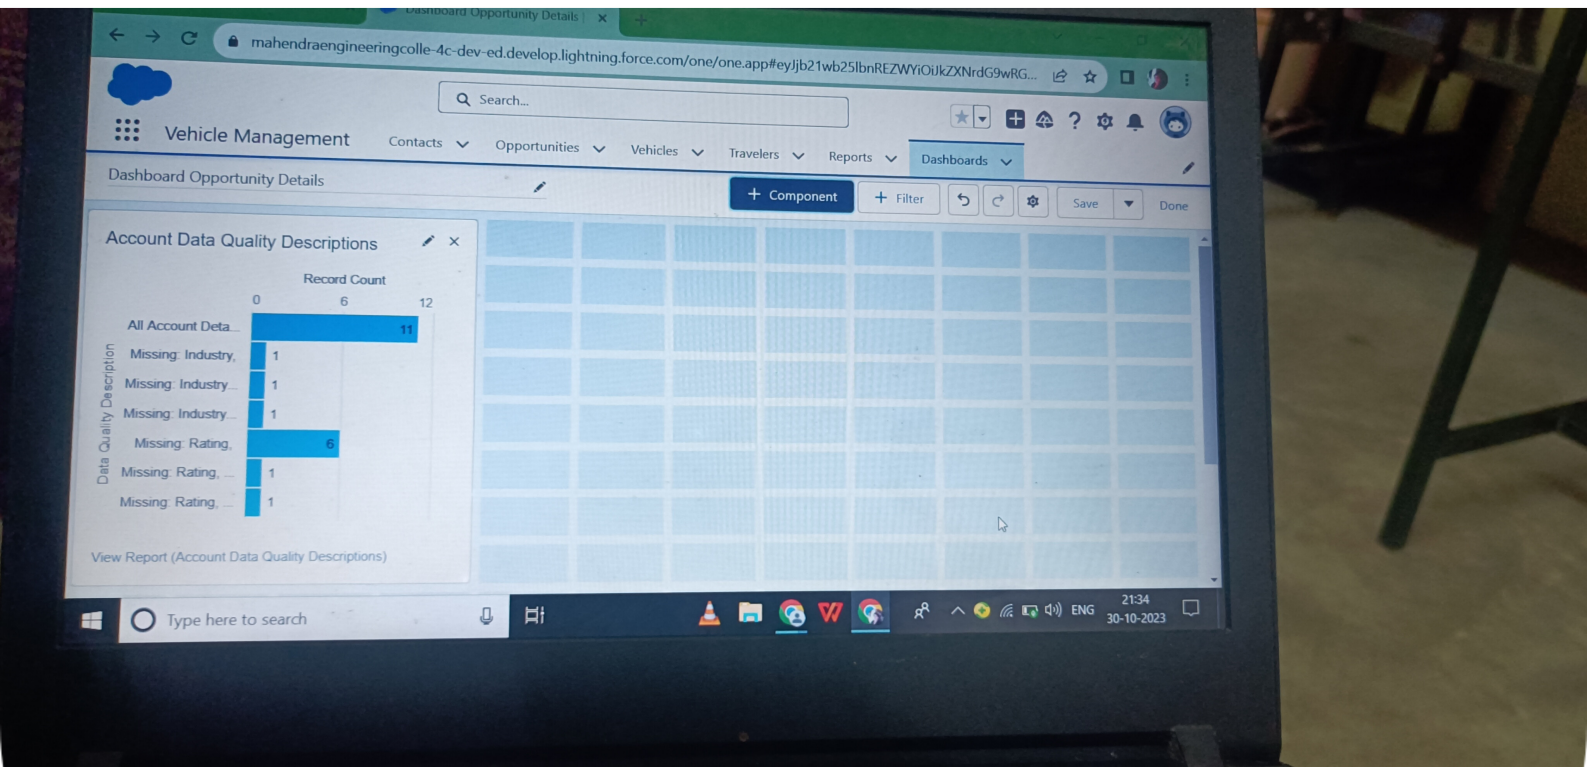 Dashboard Opportunity Details
mahendraengineeringcolle-4c-dev-ed.develop.lightning.force.com/one/one.app#eyJjb21wb25lbnREZWYiOiJkZXNrdG9wRG...
Search...
Vehicle Management
Contacts
Opportunities
Vehicles
Travelers
Reports
Dashboards
Dashboard Opportunity Details
+ Component
+ Filter
Save
Done
Account Data Quality Descriptions
Record Count
0 6 12
Data Quality Description
All Account Deta... 11
Missing: Industry, 1
Missing: Industry... 1
Missing: Industry... 1
Missing: Rating, 6
Missing: Rating, ... 1
Missing: Rating, ... 1
View Report (Account Data Quality Descriptions)
Type here to search
ENG
21:34
30-10-2023